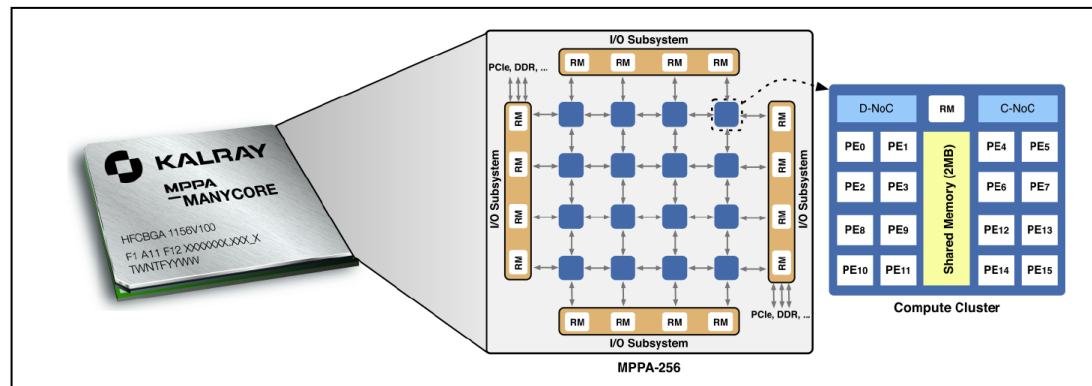 KALRAY
MPPA
MANYCORE
HFCBGA 1156V100
F1 A11 F12 XXXXXXX.XXX_X
TWNTFYYWW
I/O Subsystem
RM RM RM RM
PCIe, DDR, ...
I/O Subsystem
RM
RM
RM
RM
RM
RM
RM
RM
I/O Subsystem
PCIe, DDR, ...
RM RM RM RM
I/O Subsystem
MPPA-256
D-NoC RM C-NoC
PE0 PE1 PE4 PE5
PE2 PE3 PE6 PE7
Shared Memory (2MB)
PE8 PE9 PE12 PE13
PE10 PE11 PE14 PE15
Compute Cluster